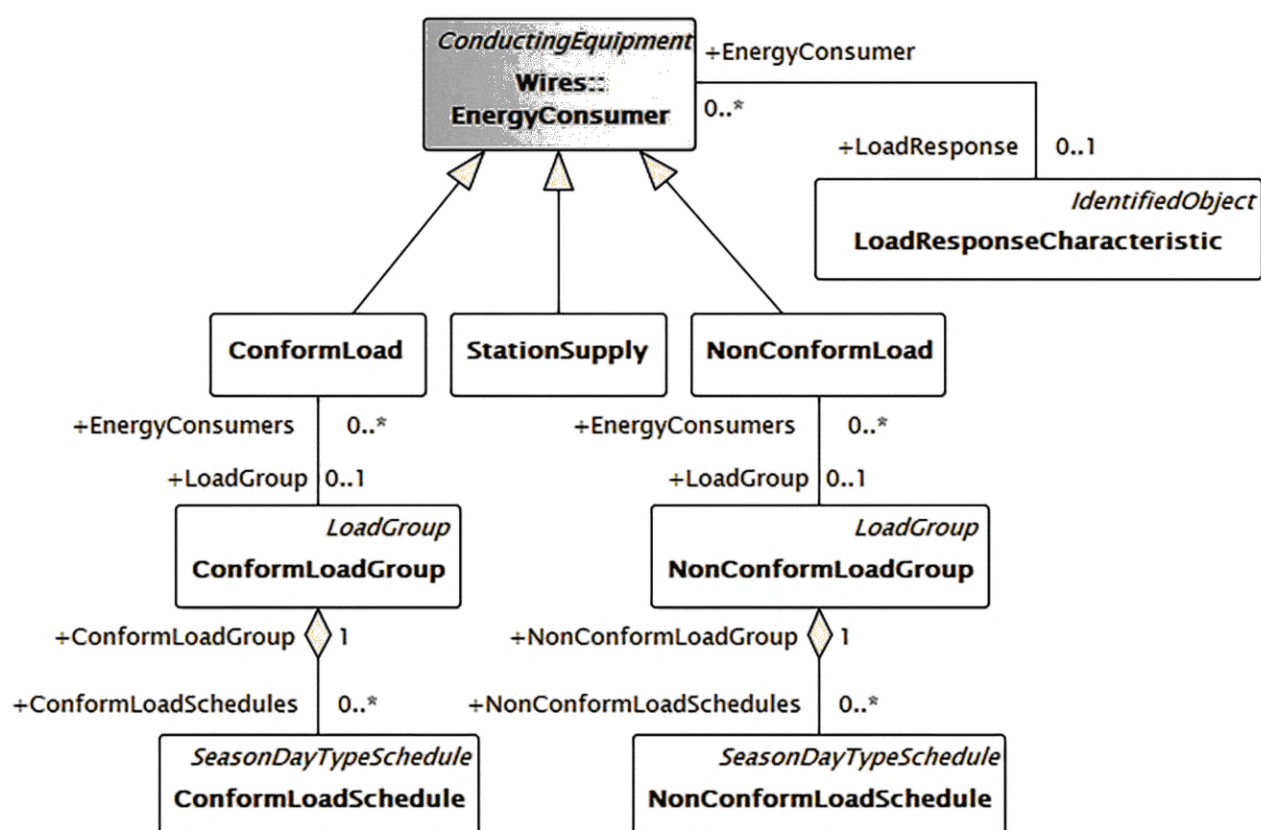 ConductingEquipment
Wires::
EnergyConsumer
+EnergyConsumer
0..*
+LoadResponse 0..1
IdentifiedObject
LoadResponseCharacteristic
ConformLoad
StationSupply
NonConformLoad
+EnergyConsumers 0..*
+EnergyConsumers 0..*
+LoadGroup 0..1
+LoadGroup 0..1
LoadGroup
ConformLoadGroup
LoadGroup
NonConformLoadGroup
+ConformLoadGroup 1
+NonConformLoadGroup 1
+ConformLoadSchedules 0..*
+NonConformLoadSchedules 0..*
SeasonDayTypeSchedule
ConformLoadSchedule
SeasonDayTypeSchedule
NonConformLoadSchedule